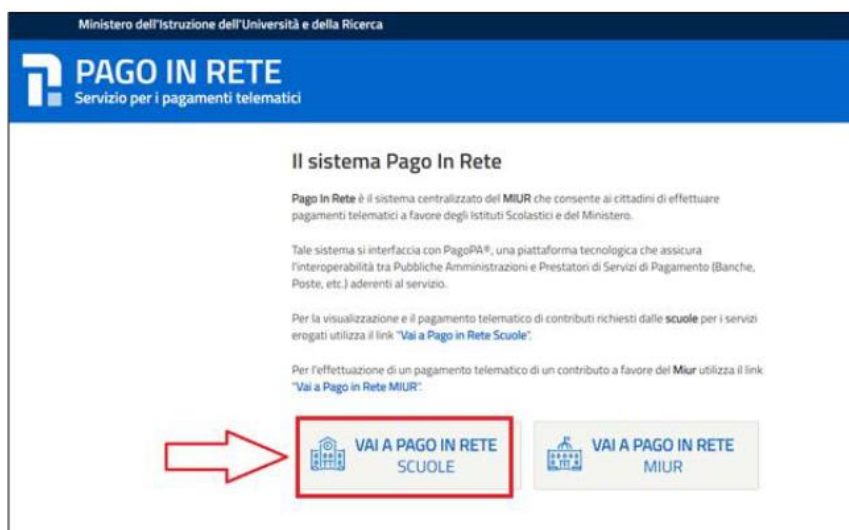 Ministero dell'Istruzione dell'Università e della Ricerca
PAGO IN RETE
Servizio per i pagamenti telematici
Il sistema Pago In Rete
Pago In Rete è il sistema centralizzato del MIUR che consente ai cittadini di effettuare
pagamenti telematici a favore degli Istituti Scolastici e del Ministero.
Tale sistema si interfaccia con PagoPA®, una piattaforma tecnologica che assicura
l'interoperabilità tra Pubbliche Amministrazioni e Prestatori di Servizi di Pagamento (Banche,
Poste, etc.) aderenti al servizio.
Per la visualizzazione e il pagamento telematico di contributi richiesti dalle scuole per i servizi
erogati utilizza il link "Vai a Pago in Rete Scuole".
Per l'effettuazione di un pagamento telematico di un contributo a favore del Miur utilizza il link
"Vai a Pago in Rete MIUR".
VAI A PAGO IN RETE
SCUOLE
VAI A PAGO IN RETE
MIUR